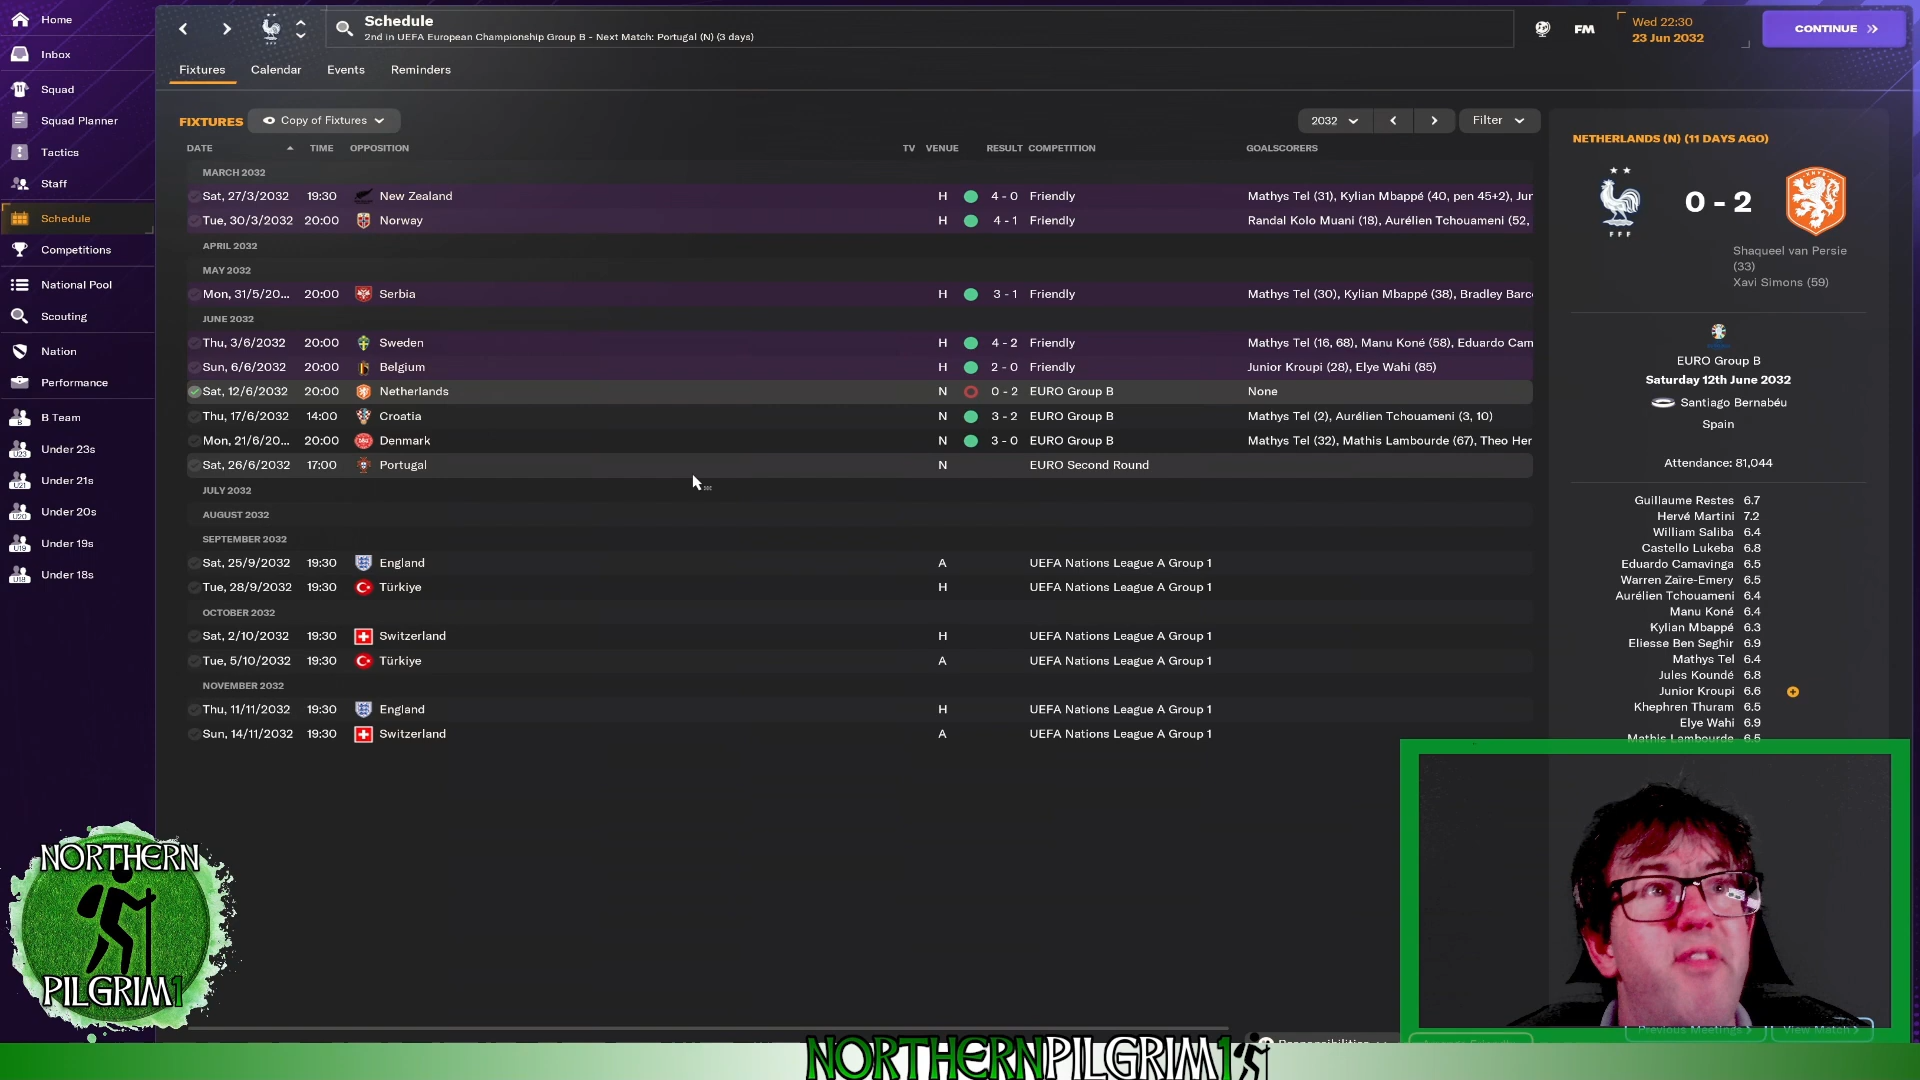 Home
Inbox
Squad
Squad Planner
Tactics
Staff
Schedule
Competitions
National Pool
Scouting
Nation
Performance
B Team
Under 23s
Under 21s
Under 20s
Under 19s
Under 18s
Schedule
2nd in UEFA European Championship Group B - Next Match: Portugal (N) (3 days)
FM
Wed 22:30
23 Jun 2032
CONTINUE
Fixtures Calendar Events Reminders
FIXTURES Copy of Fixtures 2032 Filter
DATE TIME OPPOSITION TV VENUE RESULT COMPETITION GOALSCORERS
MARCH 2032
Sat, 27/3/2032 19:30 New Zealand H 4 - 0 Friendly Mathys Tel (31), Kylian Mbappé (40, pen 45+2), Jur
Tue, 30/3/2032 20:00 Norway H 4 - 1 Friendly Randal Kolo Muani (18), Aurélien Tchouameni (52,
APRIL 2032
MAY 2032
Mon, 31/5/20... 20:00 Serbia H 3 - 1 Friendly Mathys Tel (30), Kylian Mbappé (38), Bradley Barc
JUNE 2032
Thu, 3/6/2032 20:00 Sweden H 4 - 2 Friendly Mathys Tel (16, 68), Manu Koné (58), Eduardo Cam
Sun, 6/6/2032 20:00 Belgium H 2 - 0 Friendly Junior Kroupi (28), Elye Wahi (85)
Sat, 12/6/2032 20:00 Netherlands N 0 - 2 EURO Group B None
Thu, 17/6/2032 14:00 Croatia N 3 - 2 EURO Group B Mathys Tel (2), Aurélien Tchouameni (3, 10)
Mon, 21/6/20... 20:00 Denmark N 3 - 0 EURO Group B Mathys Tel (32), Mathis Lambourde (67), Theo Her
Sat, 26/6/2032 17:00 Portugal N EURO Second Round
JULY 2032
AUGUST 2032
SEPTEMBER 2032
Sat, 25/9/2032 19:30 England A UEFA Nations League A Group 1
Tue, 28/9/2032 19:30 Türkiye H UEFA Nations League A Group 1
OCTOBER 2032
Sat, 2/10/2032 19:30 Switzerland H UEFA Nations League A Group 1
Tue, 5/10/2032 19:30 Türkiye A UEFA Nations League A Group 1
NOVEMBER 2032
Thu, 11/11/2032 19:30 England H UEFA Nations League A Group 1
Sun, 14/11/2032 19:30 Switzerland A UEFA Nations League A Group 1
NETHERLANDS (N) (11 DAYS AGO)
0 - 2
FFF
Shaqueel van Persie
(33)
Xavi Simons (59)
EURO Group B
Saturday 12th June 2032
Santiago Bernabéu
Spain
Attendance: 81,044
Guillaume Restes 6.7
Hervé Martini 7.2
William Saliba 6.4
Castello Lukeba 6.8
Eduardo Camavinga 6.5
Warren Zaïre-Emery 6.5
Aurélien Tchouameni 6.4
Manu Koné 6.4
Kylian Mbappé 6.3
Eliesse Ben Seghir 6.9
Mathys Tel 6.4
Jules Koundé 6.8
Junior Kroupi 6.6
Khephren Thuram 6.5
Elye Wahi 6.9
Mathis Lambourde 6.5
Previous Meetings View Match
Responsibilities
NORTHERN
PILGRIM1
NORTHERNPILGRIM1